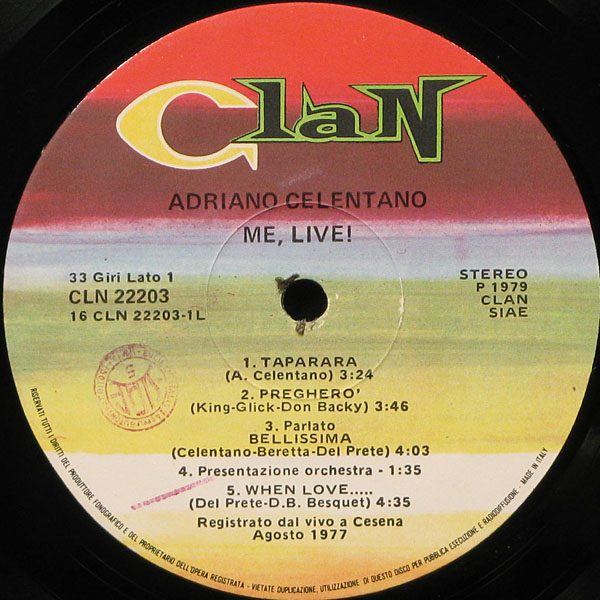 Clan
ADRIANO CELENTANO
ME, LIVE!
33 Giri Lato 1
CLN 22203
16 CLN 22203-1L
STEREO
P 1979
CLAN
SIAE
1. TAPARARA
(A. Celentano) 3:24
2. PREGHERO'
(King-Glick-Don Backy) 3:46
3. Parlato
BELLISSIMA
(Celentano-Beretta-Del Prete) 4:03
4. Presentazione orchestra - 1:35
5. WHEN LOVE.....
(Del Prete-D.B. Besquet) 4:35
Registrato dal vivo a Cesena
Agosto 1977
RISERVATI TUTTI I DIRITTI DEL PRODUTTORE FONOGRAFICO E DEL PROPRIETARIO DELL'OPERA REGISTRATA - VIETATE DUPLICAZIONE, UTILIZZAZIONE DI QUESTO DISCO PER PUBBLICA ESECUZIONE E RADIODIFFUSIONE - MADE IN ITALY